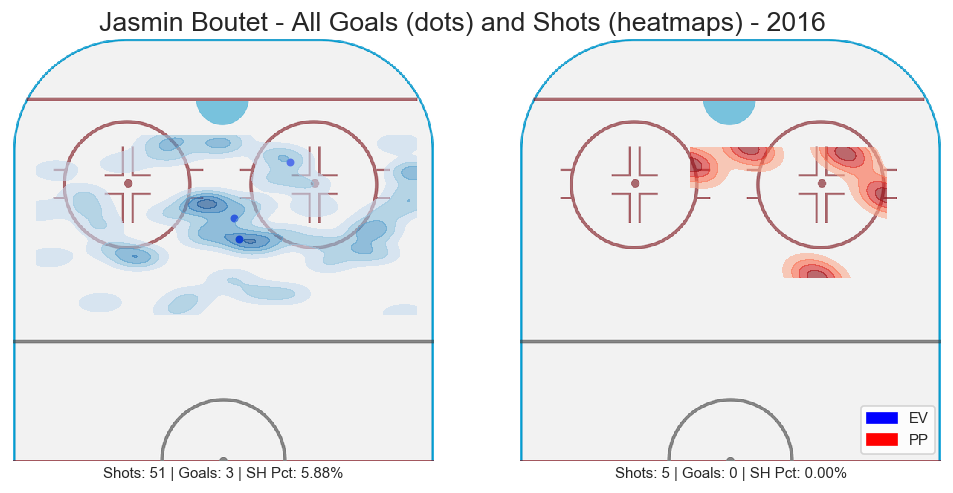 Jasmin Boutet - All Goals (dots) and Shots (heatmaps) - 2016
EV
PP
Shots: 51 | Goals: 3 | SH Pct: 5.88%
Shots: 5 | Goals: 0 | SH Pct: 0.00%